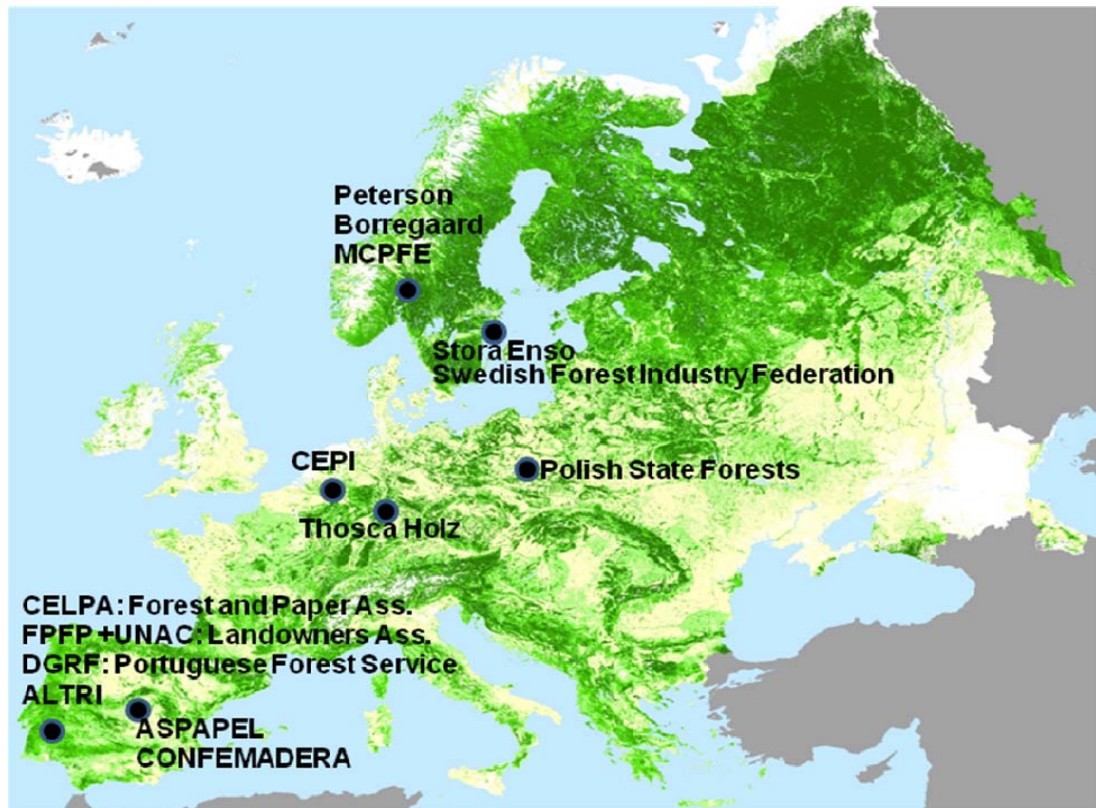 Peterson
Borregaard
MCPFE
Stora Enso
Swedish Forest Industry Federation
CEPI
Polish State Forests
Thosca Holz
CELPA: Forest and Paper Ass.
FPFP +UNAC: Landowners Ass.
DGRF: Portuguese Forest Service
ALTRI
ASPAPEL
CONFEMADERA